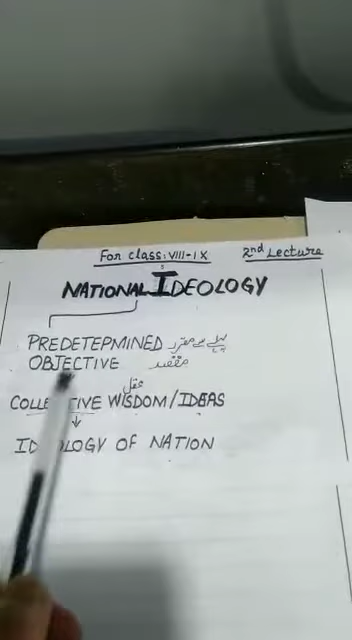 For class: VIII-IX 2nd Lecture
NATIONAL IDEOLOGY
PREDETEPMINED پہلے سے مقرر
OBJECTIVE مقصد
عقل
COLLECTIVE WISDOM/IDEAS
↓
IDEOLOGY OF NATION